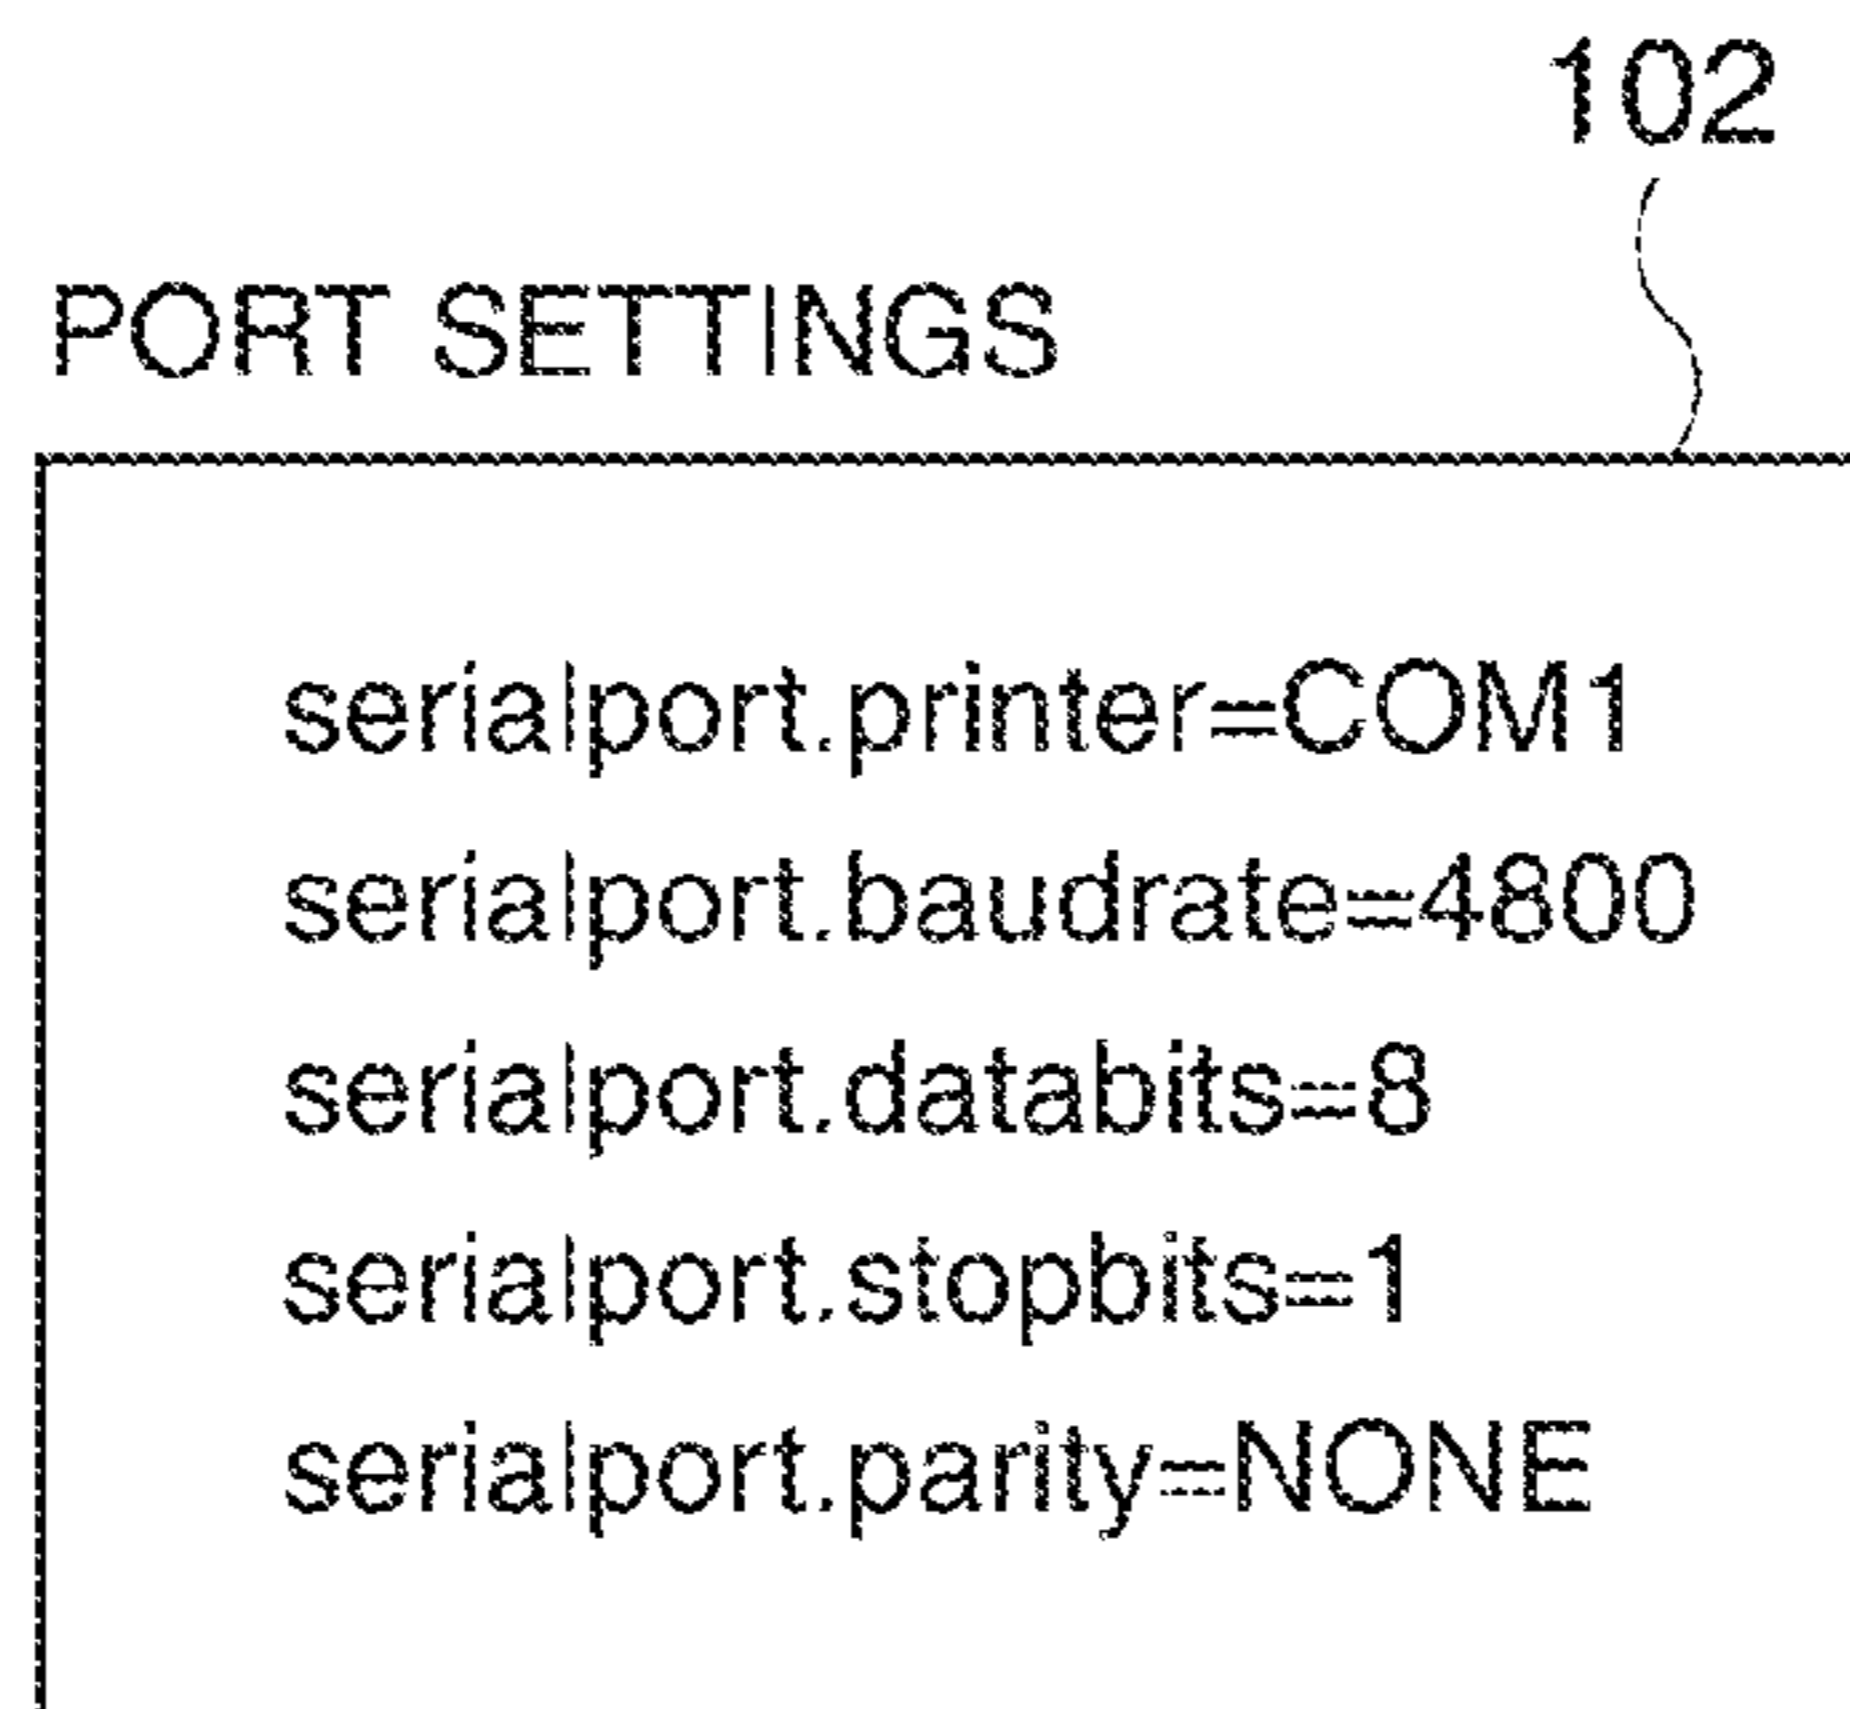 102
PORT SETTINGS
serialport.printer=COM1
serialport.baudrate=4800
serialport.databits=8
serialport.stopbits=1
serialport.parity=NONE